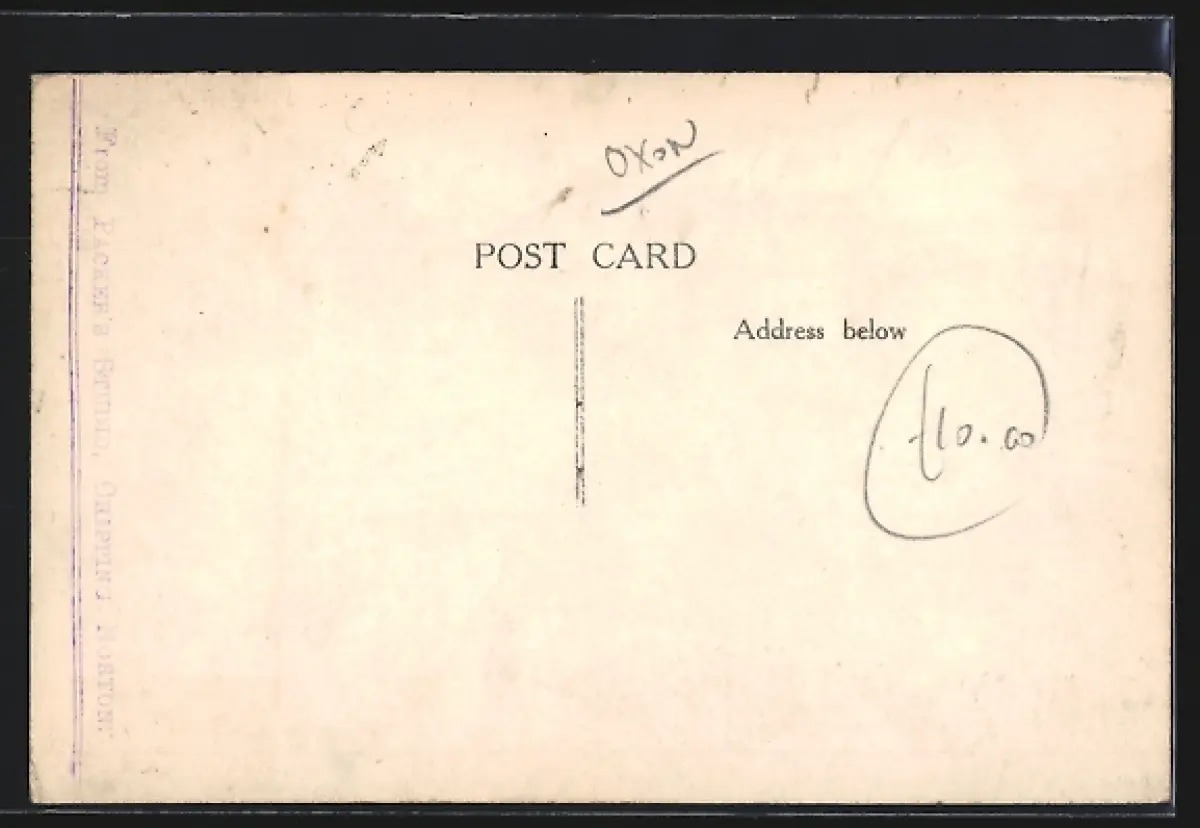 OXON
POST CARD
Address below
£10.00
From PACKER'S STUDIO, CHIPPING NORTON.